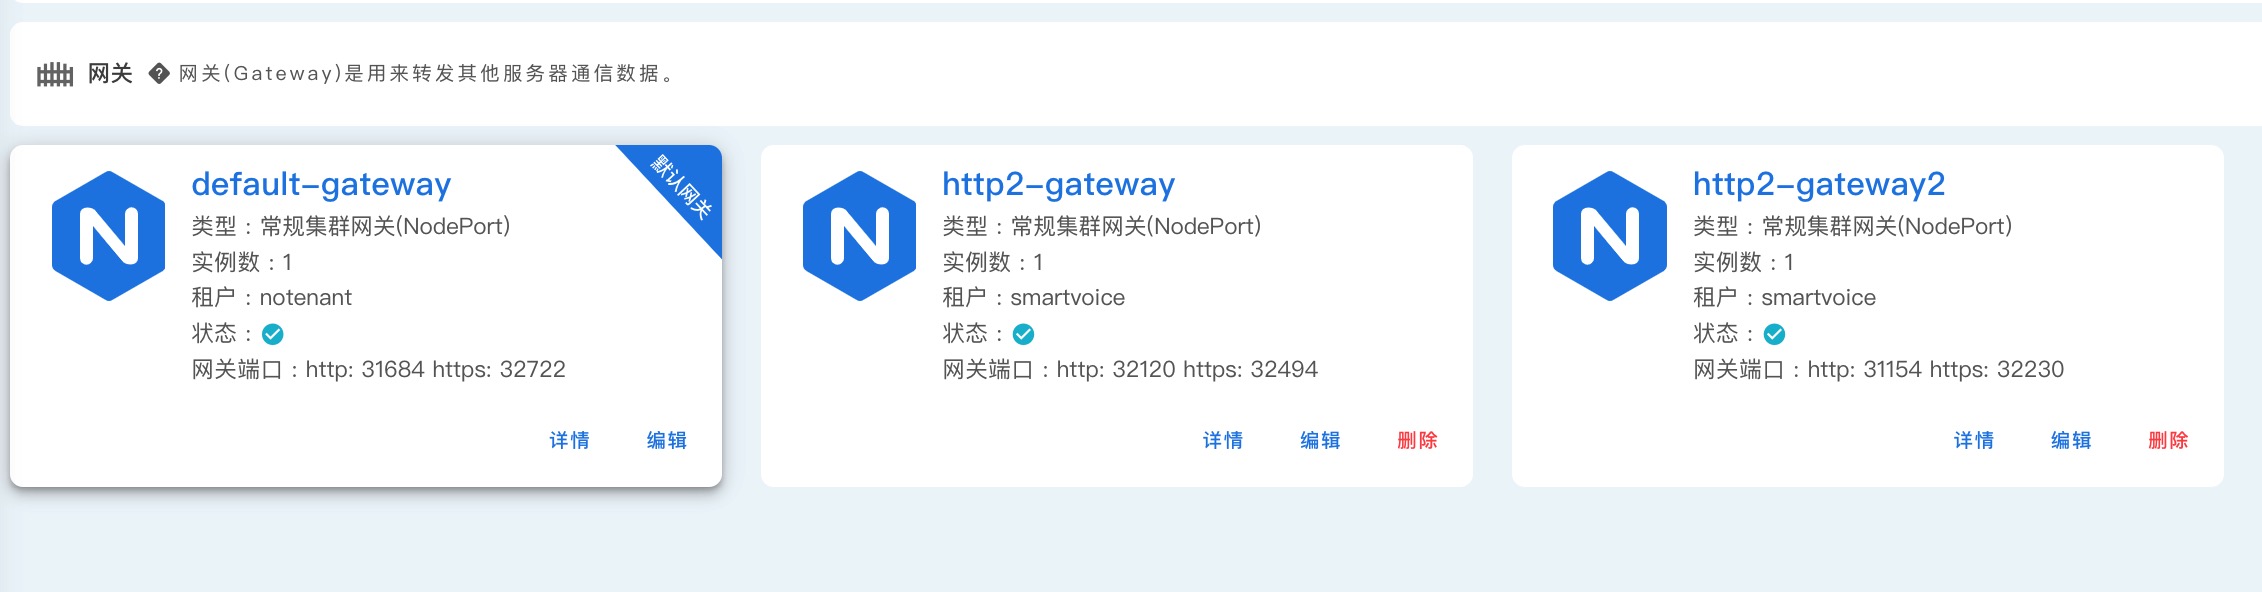 网关 ? 网关(Gateway)是用来转发其他服务器通信数据。
默认网关
N
default-gateway
类型：常规集群网关(NodePort)
实例数：1
租户：notenant
状态：
网关端口：http: 31684 https: 32722
详情 编辑
N
http2-gateway
类型：常规集群网关(NodePort)
实例数：1
租户：smartvoice
状态：
网关端口：http: 32120 https: 32494
详情 编辑 删除
N
http2-gateway2
类型：常规集群网关(NodePort)
实例数：1
租户：smartvoice
状态：
网关端口：http: 31154 https: 32230
详情 编辑 删除